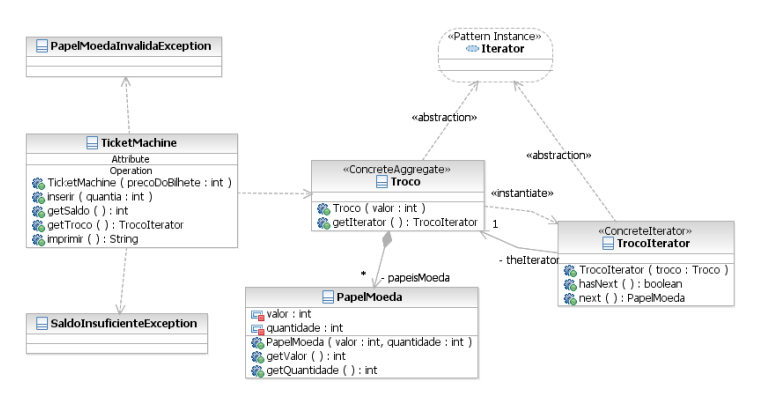 PapelMoedaInvalidaException
«Pattern Instance»
Iterator
«abstraction»
«abstraction»
TicketMachine
Attribute
Operation
TicketMachine ( precoDoBilhete : int )
inserir ( quantia : int )
getSaldo ( ) : int
getTroco ( ) : TrocoIterator
imprimir ( ) : String
«ConcreteAggregate»
Troco
Troco ( valor : int )
getIterator ( ) : TrocoIterator
«instantiate»
1
- theIterator
«ConcreteIterator»
TrocoIterator
TrocoIterator ( troco : Troco )
hasNext ( ) : boolean
next ( ) : PapelMoeda
*
- papeisMoeda
PapelMoeda
valor : int
quantidade : int
PapelMoeda ( valor : int, quantidade : int )
getValor ( ) : int
getQuantidade ( ) : int
SaldoInsuficienteException